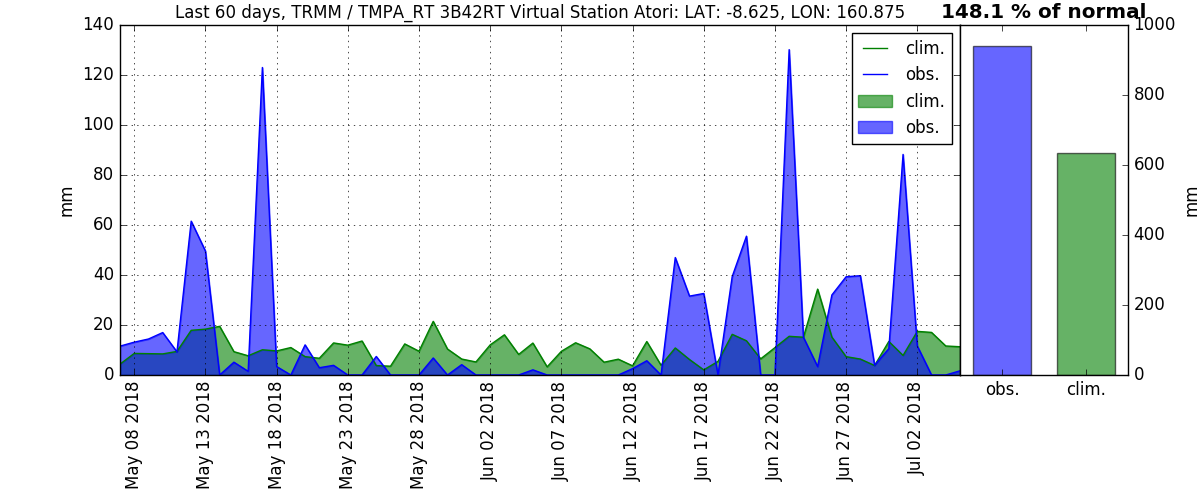 Last 60 days, TRMM / TMPA_RT 3B42RT Virtual Station Atori: LAT: -8.625, LON: 160.875
148.1 % of normal
140
120
100
80
60
40
20
0
mm
clim.
obs.
clim.
obs.
May 08 2018
May 13 2018
May 18 2018
May 23 2018
May 28 2018
Jun 02 2018
Jun 07 2018
Jun 12 2018
Jun 17 2018
Jun 22 2018
Jun 27 2018
Jul 02 2018
1000
800
600
400
200
0
mm
obs.
clim.